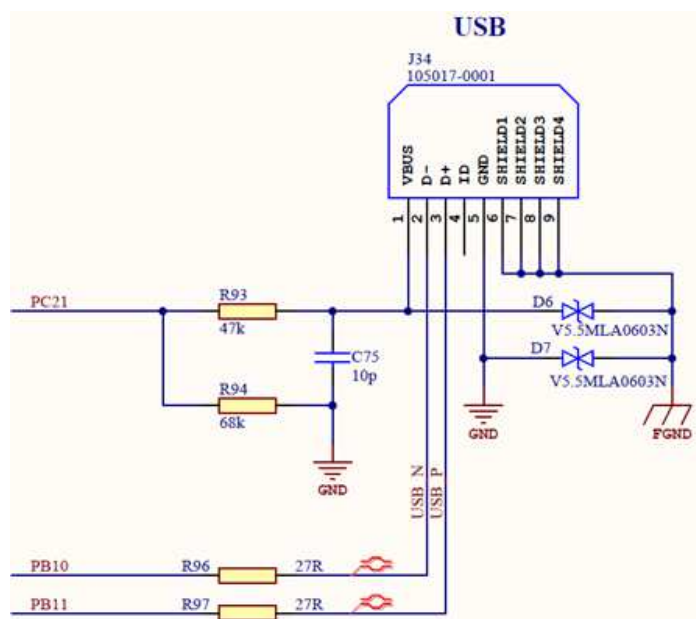 USB
J34
105017-0001
VBUS
D-
D+
ID
GND
SHIELD1
SHIELD2
SHIELD3
SHIELD4
1
2
3
4
5
6
7
8
9
PC21
R93
47k
D6
V5.5MLA0603N
C75
10p
D7
V5.5MLA0603N
R94
68k
GND
GND
FGND
USB_N
USB_P
PB10
R96
27R
PB11
R97
27R